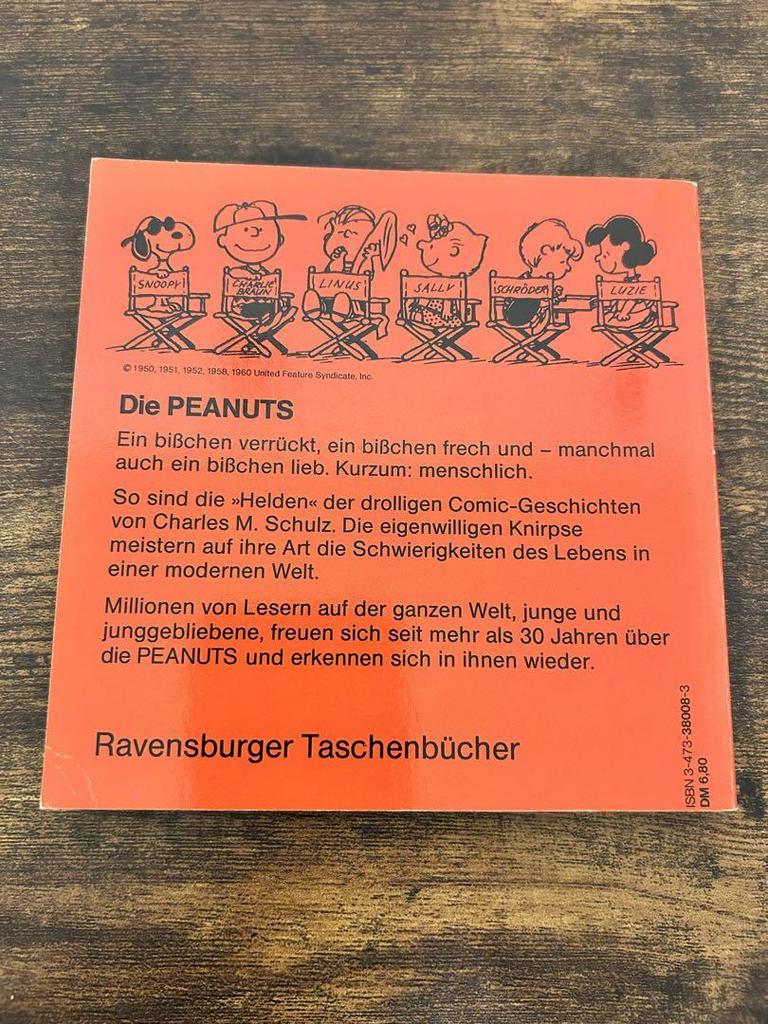 SNOOPY
CHARLIE
BRAUN
LINUS
SALLY
SCHRÖDER
LUZIE
© 1950, 1951, 1952, 1958, 1960 United Feature Syndicate, Inc.
Die PEANUTS
Ein bißchen verrückt, ein bißchen frech und – manchmal
auch ein bißchen lieb. Kurzum: menschlich.
So sind die »Helden« der drolligen Comic-Geschichten
von Charles M. Schulz. Die eigenwilligen Knirpse
meistern auf ihre Art die Schwierigkeiten des Lebens in
einer modernen Welt.
Millionen von Lesern auf der ganzen Welt, junge und
junggebliebene, freuen sich seit mehr als 30 Jahren über
die PEANUTS und erkennen sich in ihnen wieder.
Ravensburger Taschenbücher
ISBN 3-473-38008-3
DM 6,80